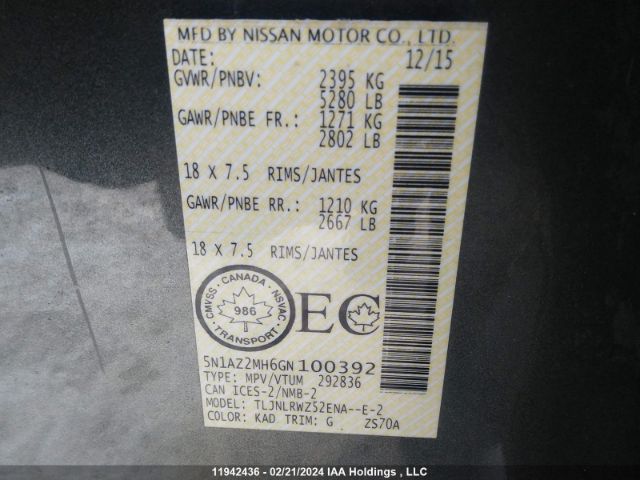 MFD BY NISSAN MOTOR CO., LTD.
DATE: 12/15
GVWR/PNBV: 2395 KG
5280 LB
GAWR/PNBE FR.: 1271 KG
2802 LB
18 X 7.5 RIMS/JANTES
GAWR/PNBE RR.: 1210 KG
2667 LB
18 X 7.5 RIMS/JANTES
CMVSS · CANADA · NSVAC
986
TRANSPORT
EC
5N1AZ2MH6GN100392
TYPE: MPV/VTUM 292836
CAN ICES-2/NMB-2
MODEL: TLJNLRWZ52ENA--E-2
COLOR: KAD TRIM: G ZS70A
11942436 - 02/21/2024 IAA Holdings , LLC